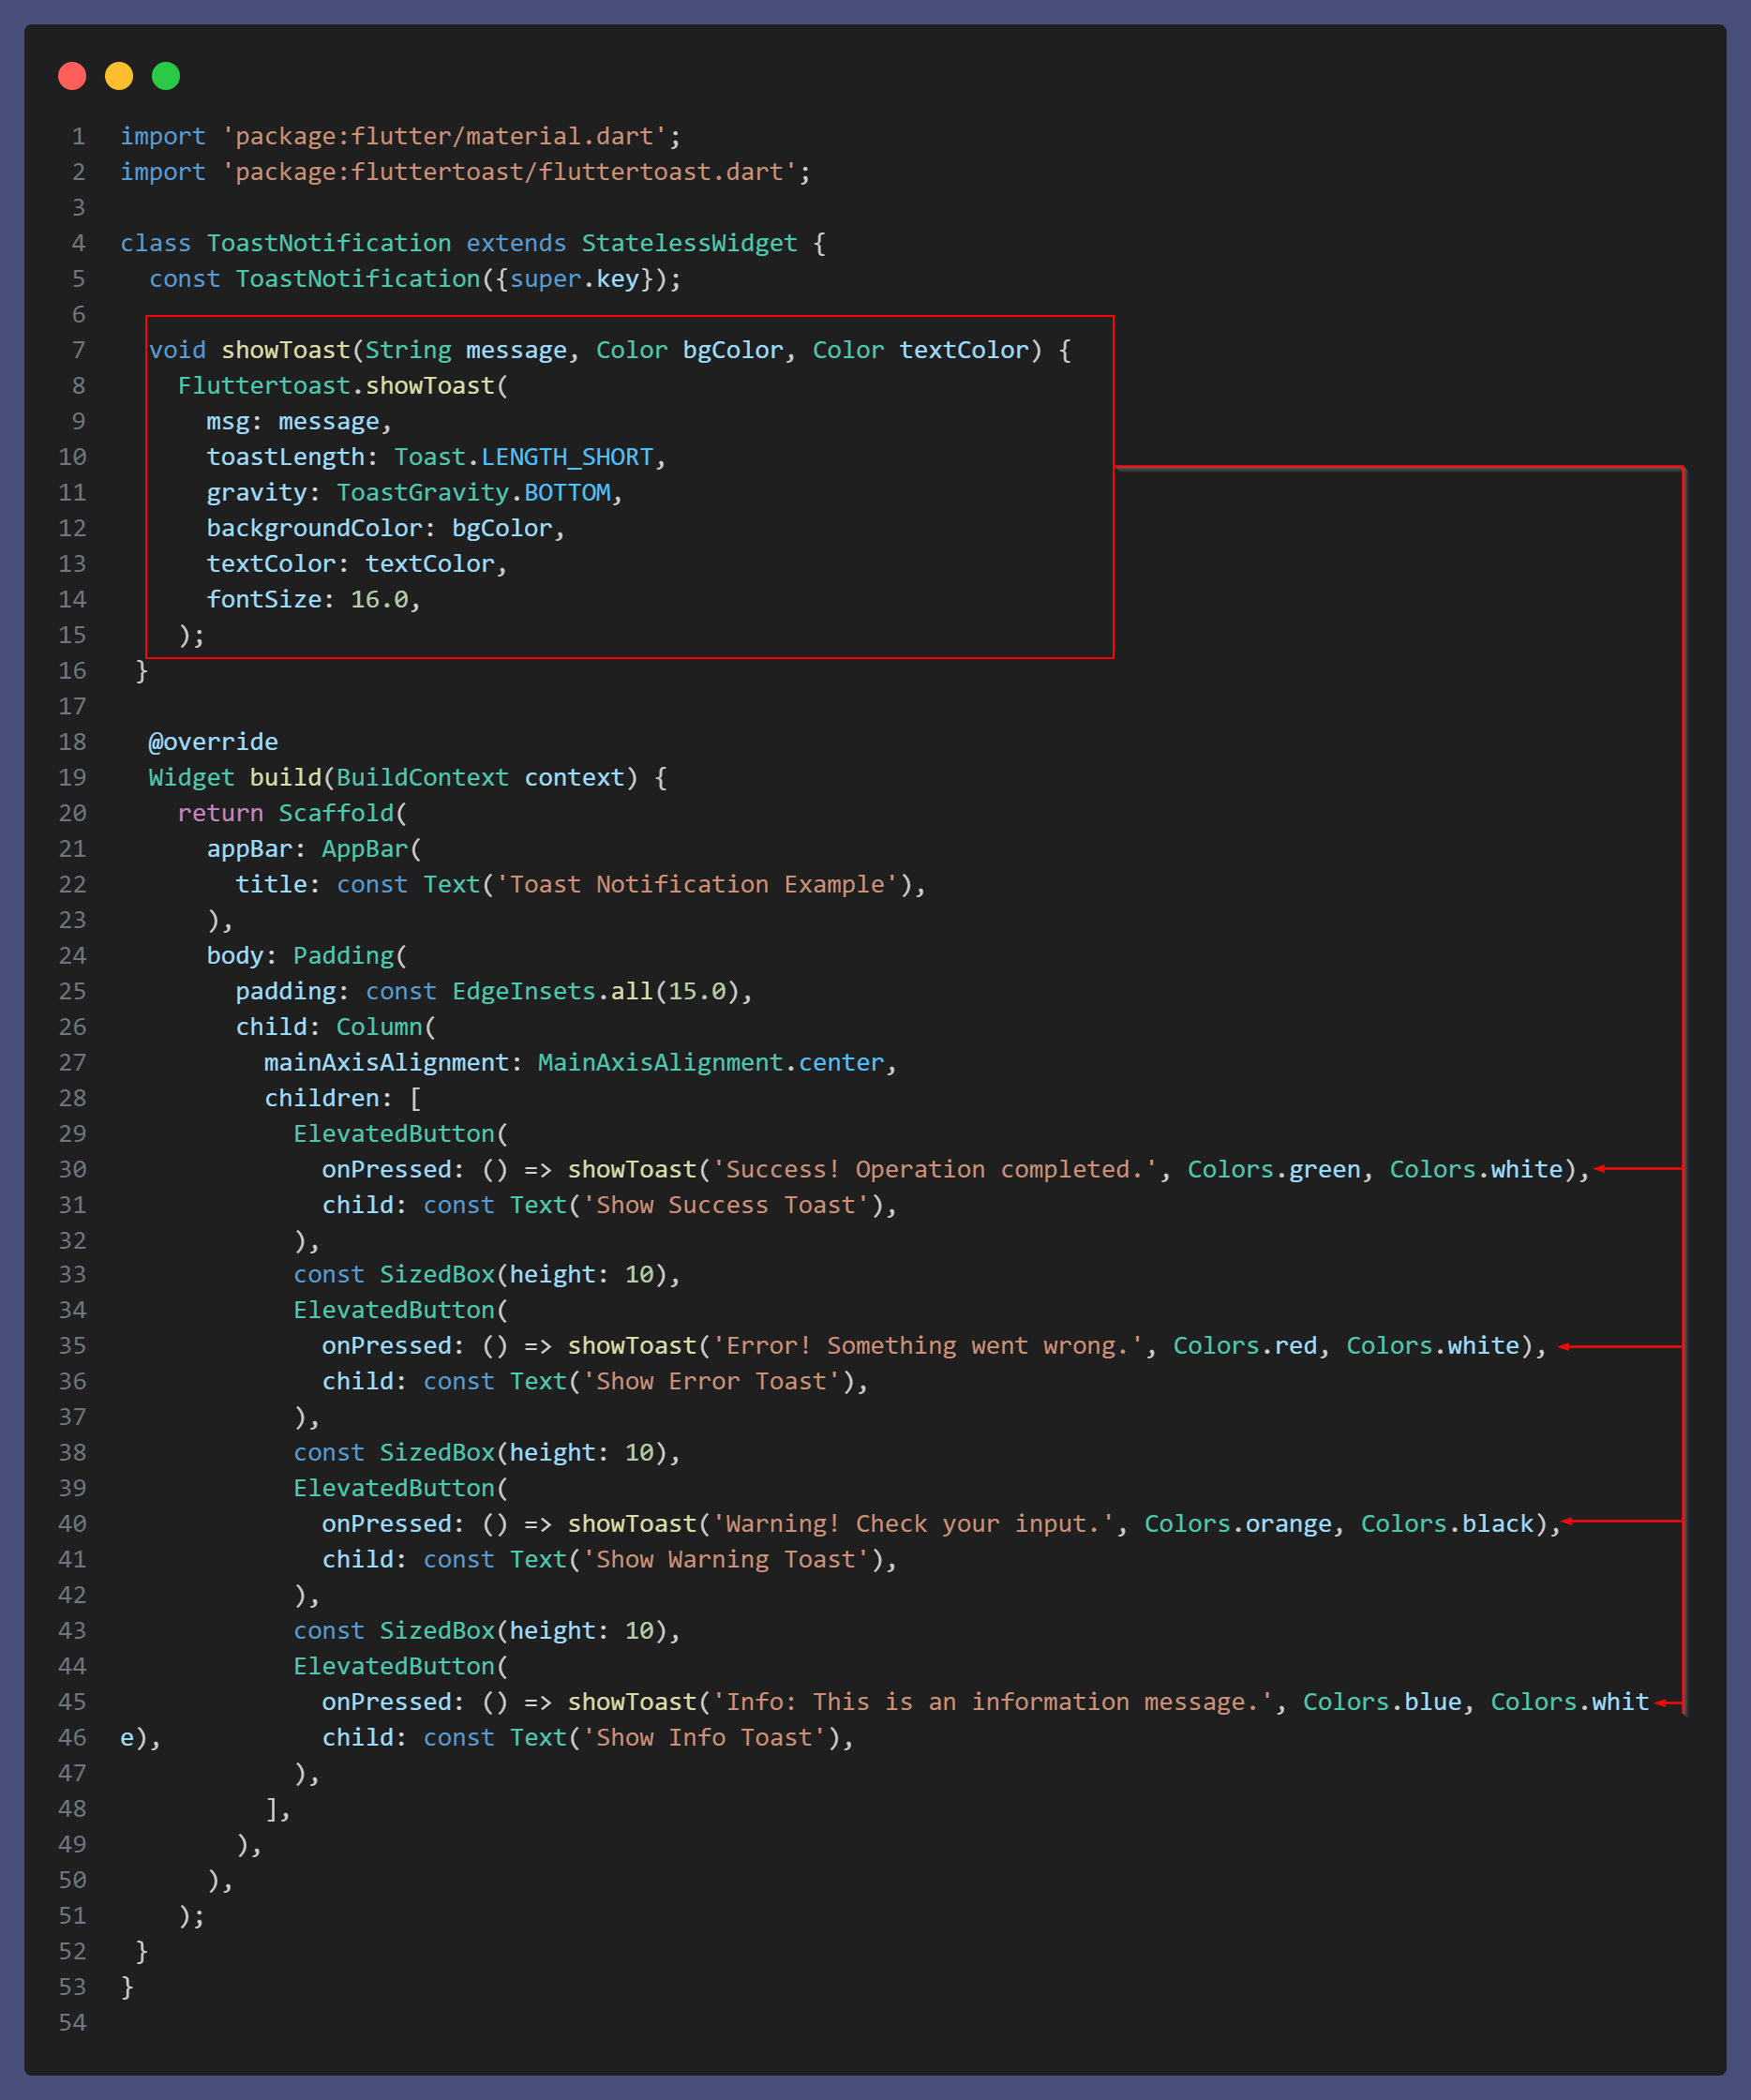 1 import 'package:flutter/material.dart';
2 import 'package:fluttertoast/fluttertoast.dart';
3
4 class ToastNotification extends StatelessWidget {
5   const ToastNotification({super.key});
6
7   void showToast(String message, Color bgColor, Color textColor) {
8     Fluttertoast.showToast(
9       msg: message,
10       toastLength: Toast.LENGTH_SHORT,
11       gravity: ToastGravity.BOTTOM,
12       backgroundColor: bgColor,
13       textColor: textColor,
14       fontSize: 16.0,
15     );
16  }
17
18   @override
19   Widget build(BuildContext context) {
20     return Scaffold(
21       appBar: AppBar(
22         title: const Text('Toast Notification Example'),
23       ),
24       body: Padding(
25         padding: const EdgeInsets.all(15.0),
26         child: Column(
27           mainAxisAlignment: MainAxisAlignment.center,
28           children: [
29             ElevatedButton(
30               onPressed: () => showToast('Success! Operation completed.', Colors.green, Colors.white),
31               child: const Text('Show Success Toast'),
32             ),
33             const SizedBox(height: 10),
34             ElevatedButton(
35               onPressed: () => showToast('Error! Something went wrong.', Colors.red, Colors.white),
36               child: const Text('Show Error Toast'),
37             ),
38             const SizedBox(height: 10),
39             ElevatedButton(
40               onPressed: () => showToast('Warning! Check your input.', Colors.orange, Colors.black),
41               child: const Text('Show Warning Toast'),
42             ),
43             const SizedBox(height: 10),
44             ElevatedButton(
45               onPressed: () => showToast('Info: This is an information message.', Colors.blue, Colors.whit
46 e),           child: const Text('Show Info Toast'),
47             ),
48           ],
49         ),
50       ),
51     );
52  }
53 }
54